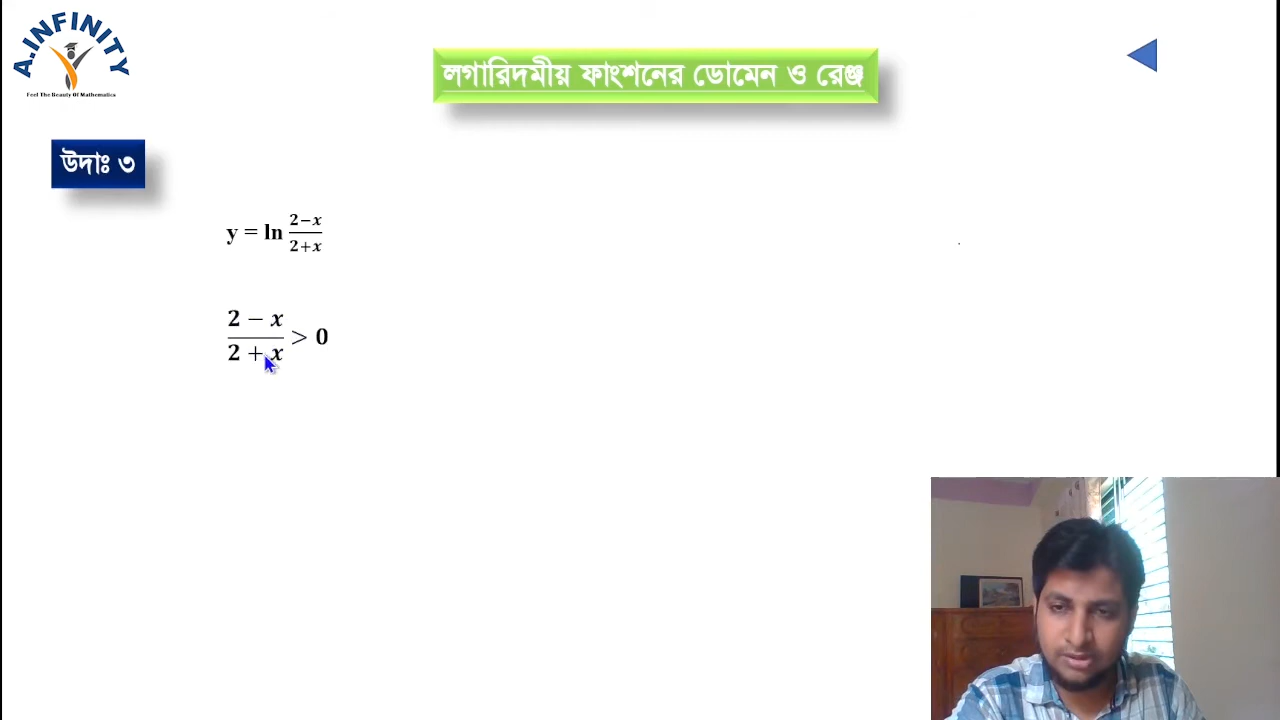 A.INFINITY
Feel The Beauty Of Mathematics
লগারিদমীয় ফাংশনের ডোমেন ও রেঞ্জ
উদাঃ ৩
y = ln (2−x)/(2+x)
(2 − x)/(2 + x) > 0